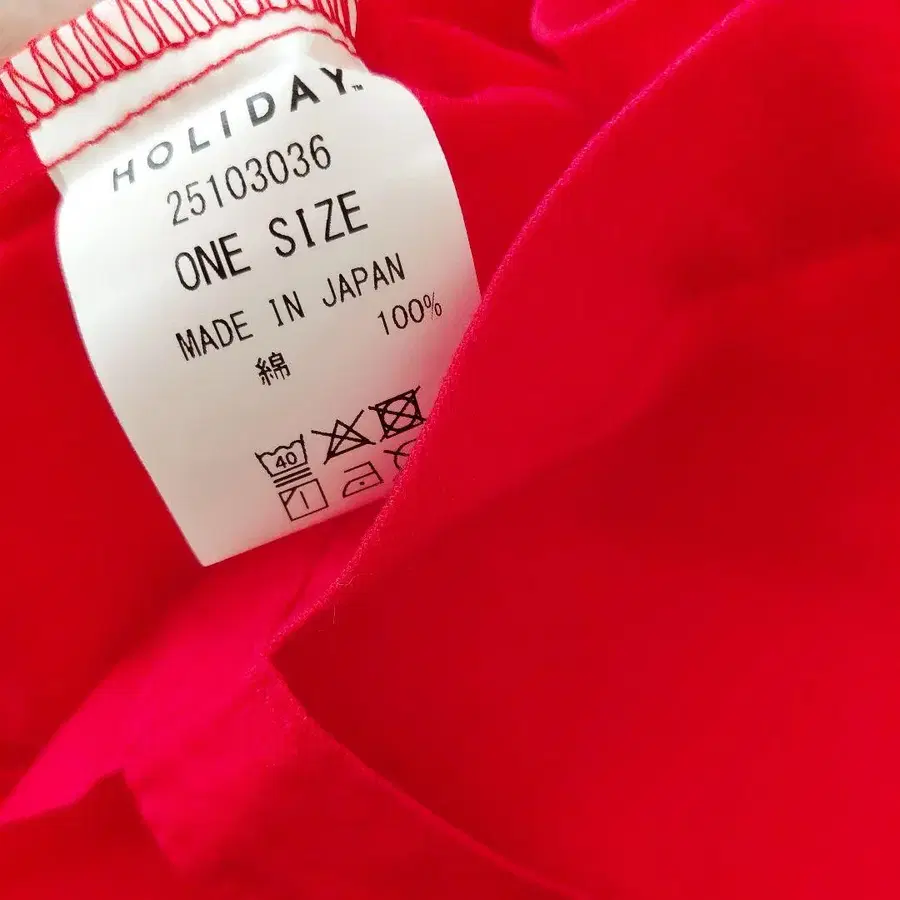 HOLIDAY™
25103036
ONE SIZE
MADE IN JAPAN
綿 100%
40